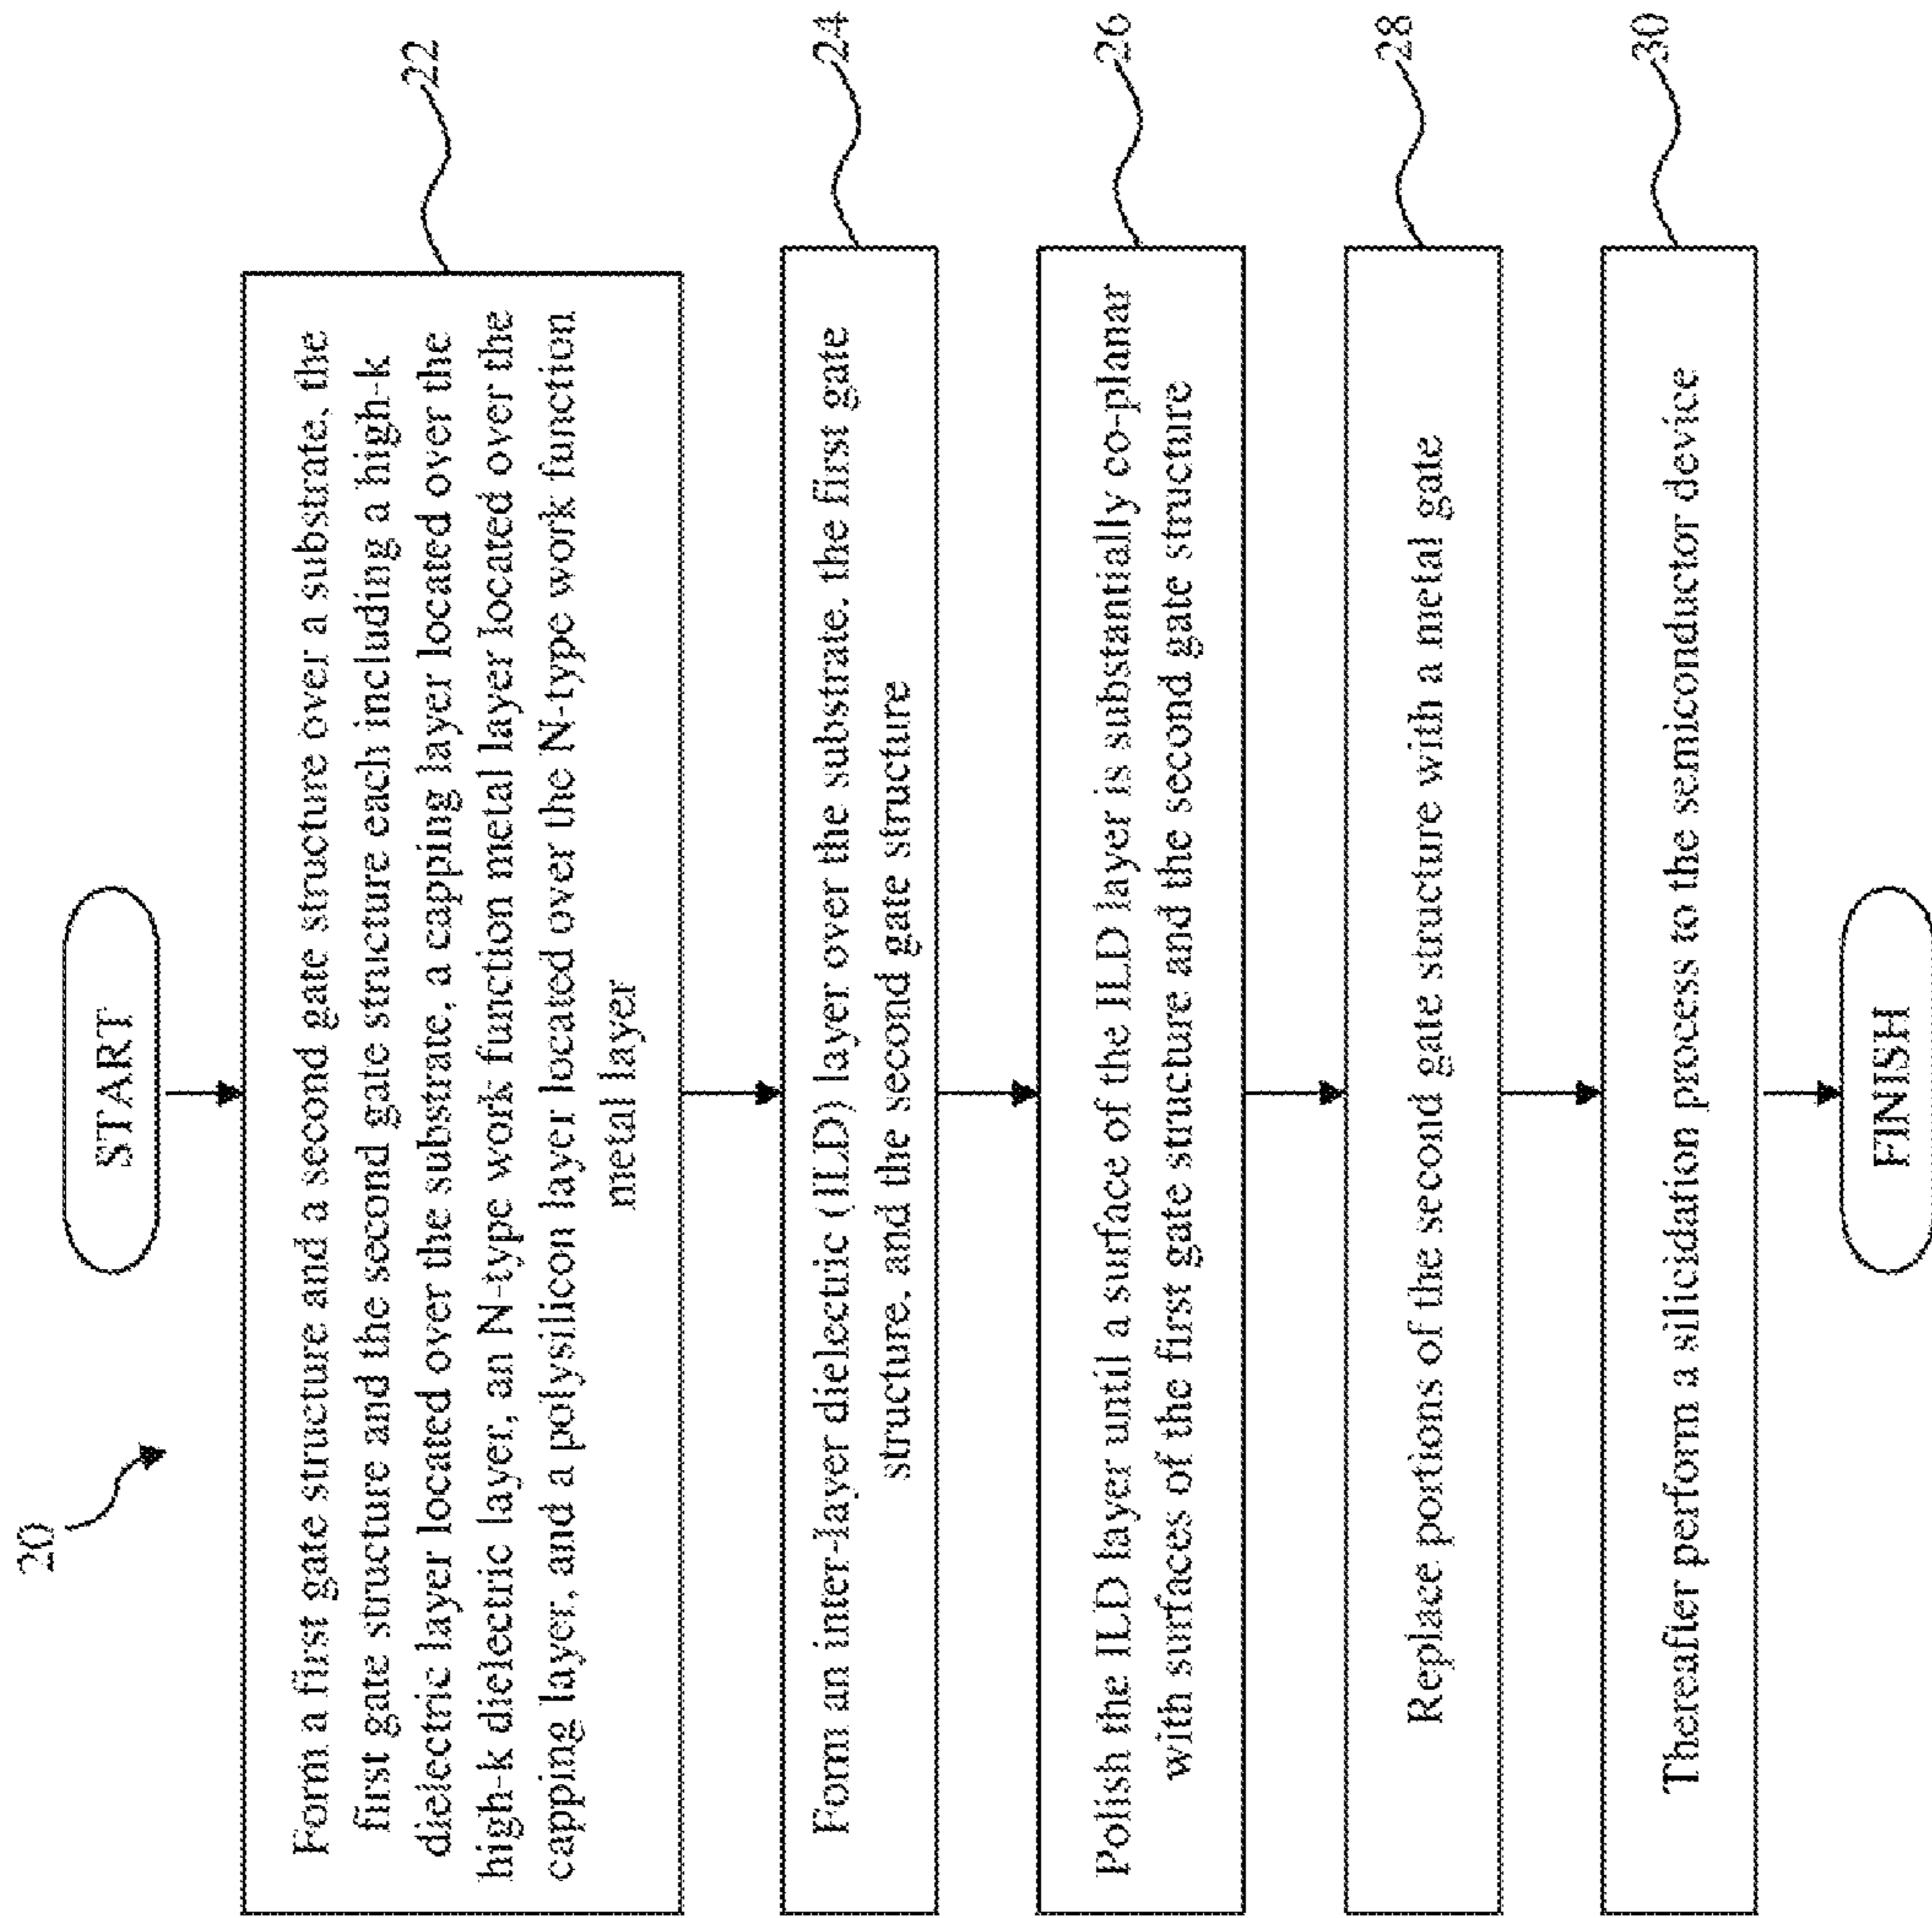 20
START
Form a first gate structure and a second gate structure over a substrate, the
first gate structure and the second gate structure each including a high-k
dielectric layer located over the substrate, a capping layer located over the
high-k dielectric layer, an N-type work function metal layer located over the
capping layer, and a polysilicon layer located over the N-type work function
metal layer
22
Form an inter-layer dielectric (ILD) layer over the substrate, the first gate
structure, and the second gate structure
24
Polish the ILD layer until a surface of the ILD layer is substantially co-planar
with surfaces of the first gate structure and the second gate structure
26
Replace portions of the second gate structure with a metal gate
28
Thereafter perform a sillicidation process to the semiconductor device
30
FINISH